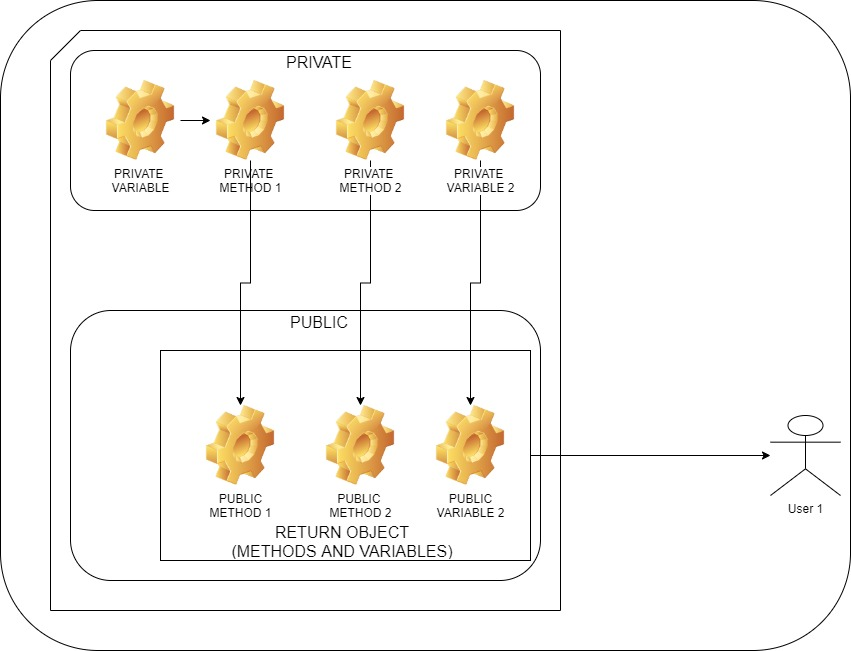 PRIVATE
PRIVATE
VARIABLE
PRIVATE
METHOD 1
PRIVATE
METHOD 2
PRIVATE
VARIABLE 2
PUBLIC
PUBLIC
METHOD 1
PUBLIC
METHOD 2
PUBLIC
VARIABLE 2
RETURN OBJECT
(METHODS AND VARIABLES)
User 1